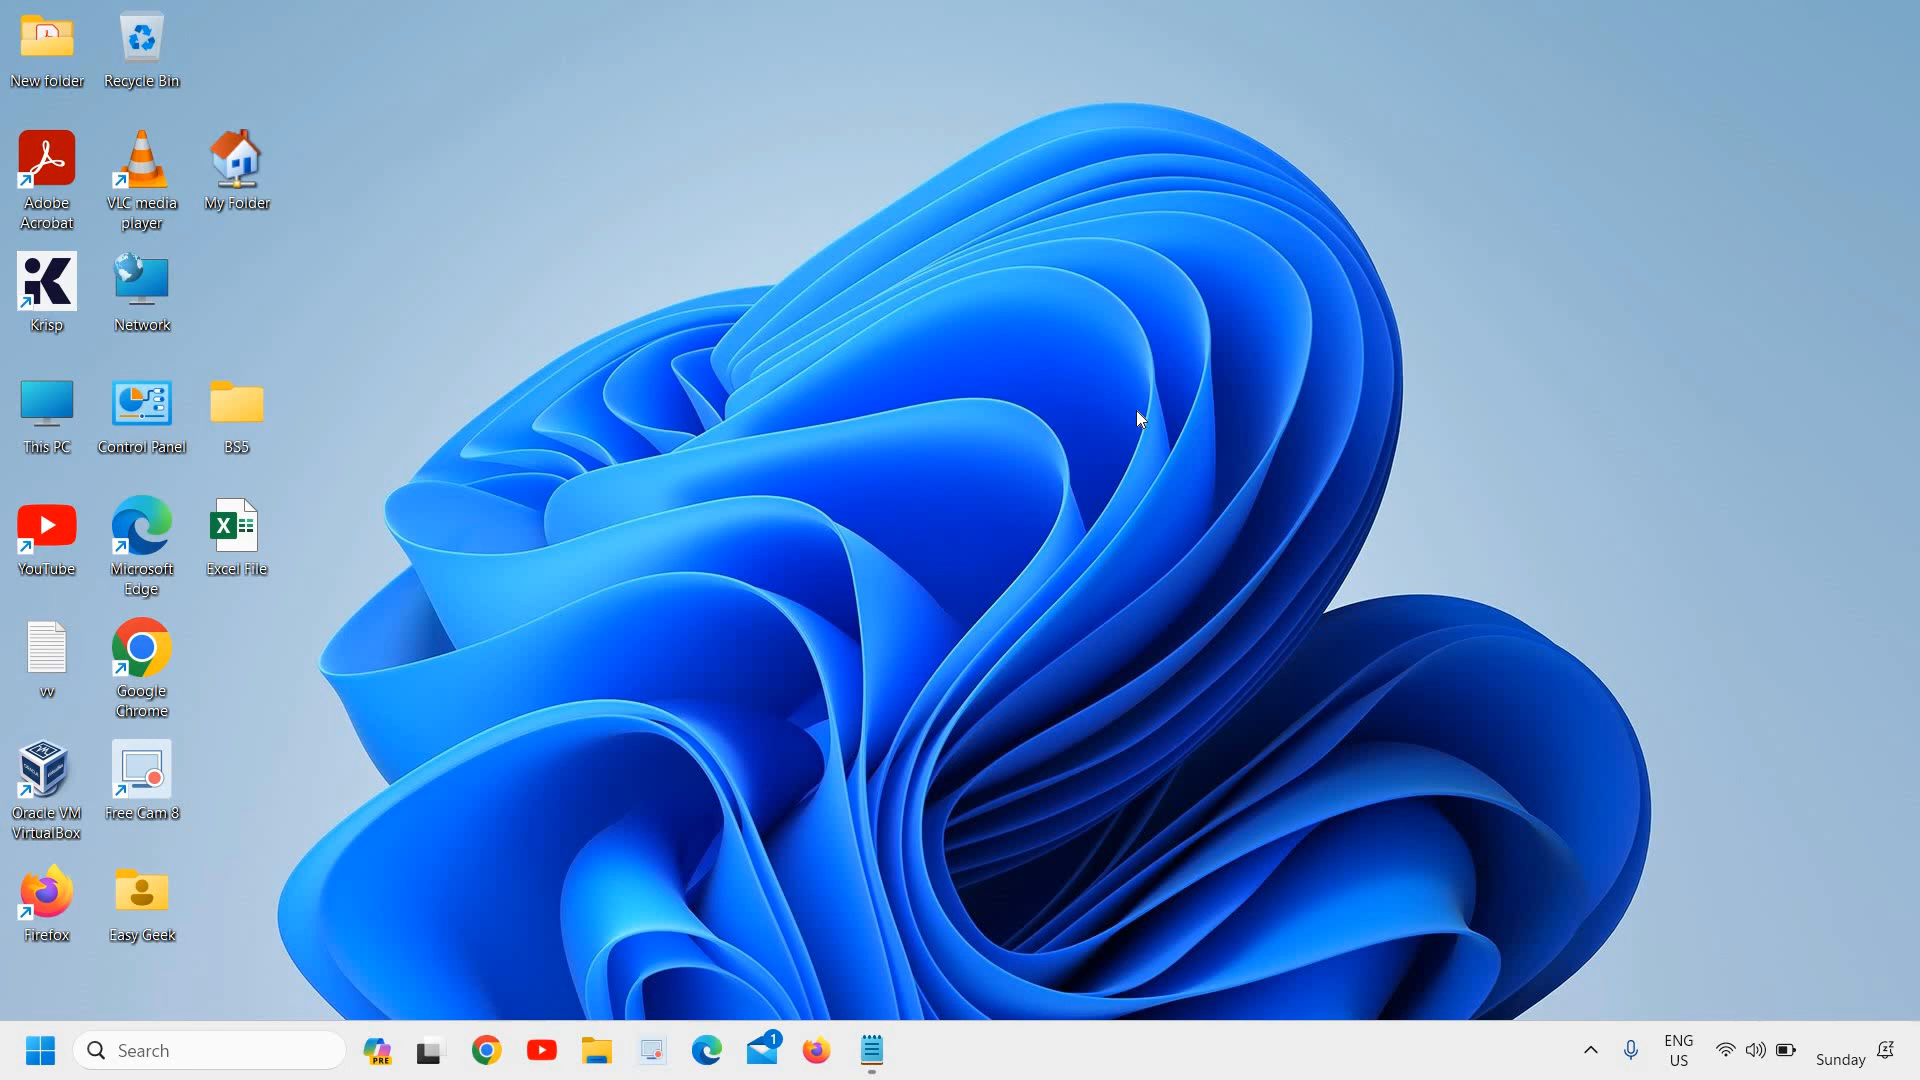 New folder
Recycle Bin
Adobe
Acrobat
VLC media
player
My Folder
Krisp
Network
This PC
Control Panel
BS5
YouTube
Microsoft
Edge
Excel File
vv
Google
Chrome
Oracle VM
VirtualBox
Free Cam 8
Firefox
Easy Geek
Search
PRE
1
ENG
US
Sunday